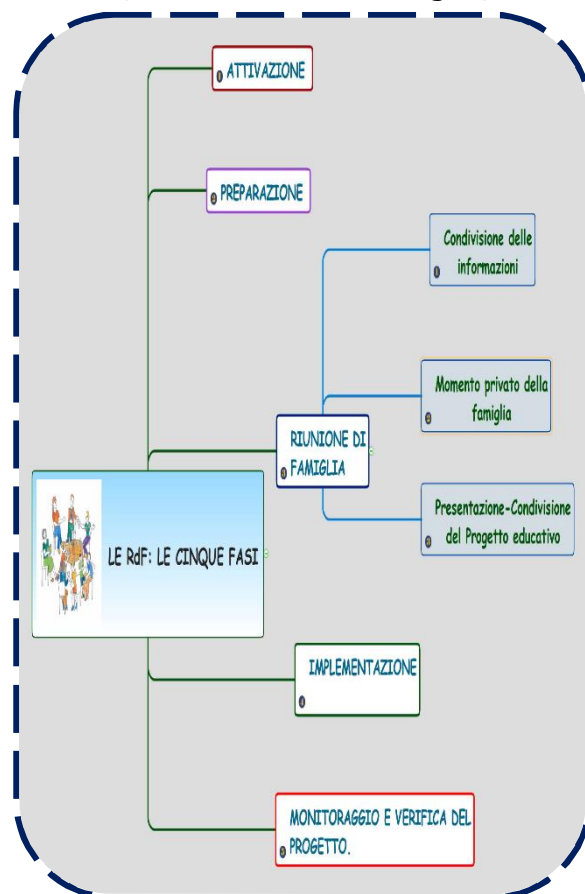 ATTIVAZIONE
PREPARAZIONE
Condivisione delle
informazioni
Momento privato della
famiglia
RIUNIONE DI
FAMIGLIA
Presentazione-Condivisione
del Progetto educativo
LE RdF: LE CINQUE FASI
IMPLEMENTAZIONE
MONITORAGGIO E VERIFICA DEL
PROGETTO.